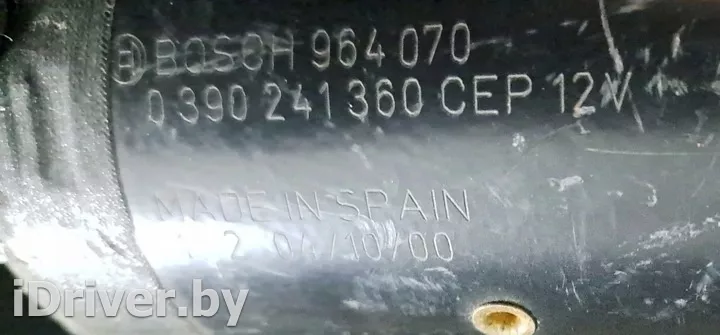 BOSCH 964 070
0 390 241 360 CEP 12V
MADE IN SPAIN
2 04/10/00
iDriver.by